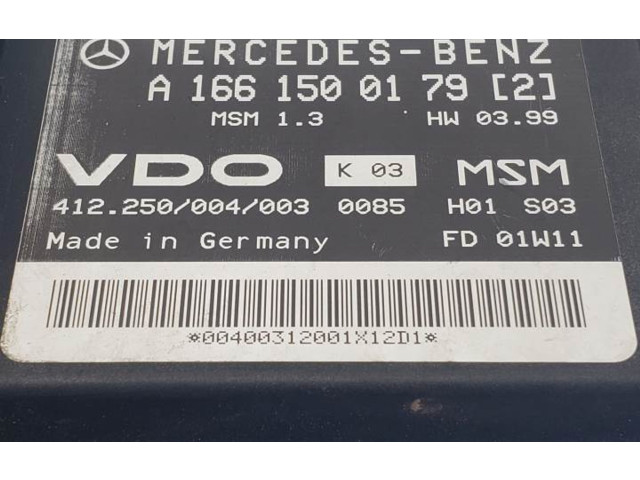 MERCEDES-BENZ
A 166 150 01 79 [2]
MSM 1.3 HW 03.99
VDO K 03 MSM
412.250/004/003 0085 H01 S03
Made in Germany FD 01W11
*00400312001X12D1*